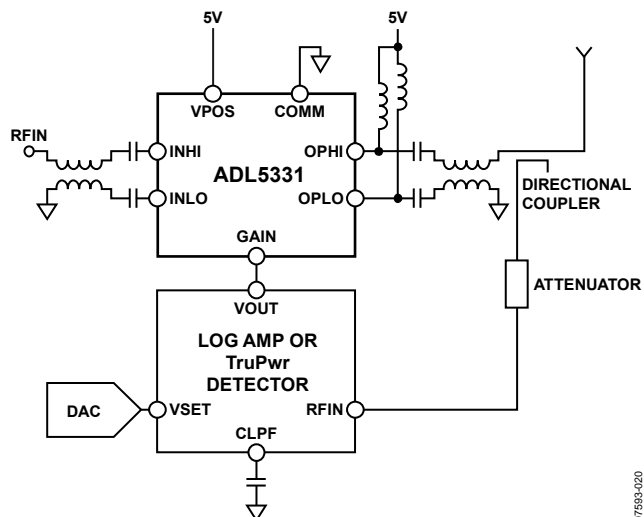 5V
5V
VPOS
COMM
RFIN
INHI
OPHI
ADL5331
DIRECTIONAL
COUPLER
INLO
OPLO
GAIN
ATTENUATOR
VOUT
LOG AMP OR
TruPwr
DETECTOR
DAC
VSET
RFIN
CLPF
07593-020